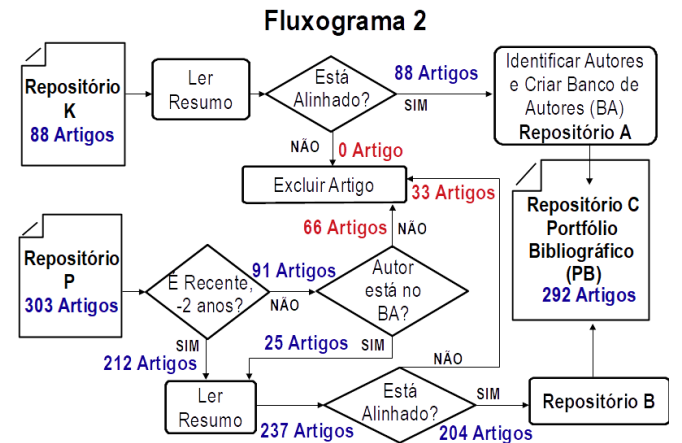 Fluxograma 2
Repositório
K
88 Artigos
Ler
Resumo
Está
Alinhado?
88 Artigos
SIM
Identificar Autores
e Criar Banco de
Autores (BA)
Repositório A
NÃO
0 Artigo
Excluir Artigo
33 Artigos
66 Artigos
NÃO
Repositório C
Portfólio
Bibliográfico
(PB)
292 Artigos
Repositório
P
303 Artigos
É Recente,
-2 anos?
91 Artigos
NÃO
Autor
está no
BA?
SIM
212 Artigos
25 Artigos
SIM
NÃO
Ler
Resumo
237 Artigos
Está
Alinhado?
SIM
204 Artigos
Repositório B